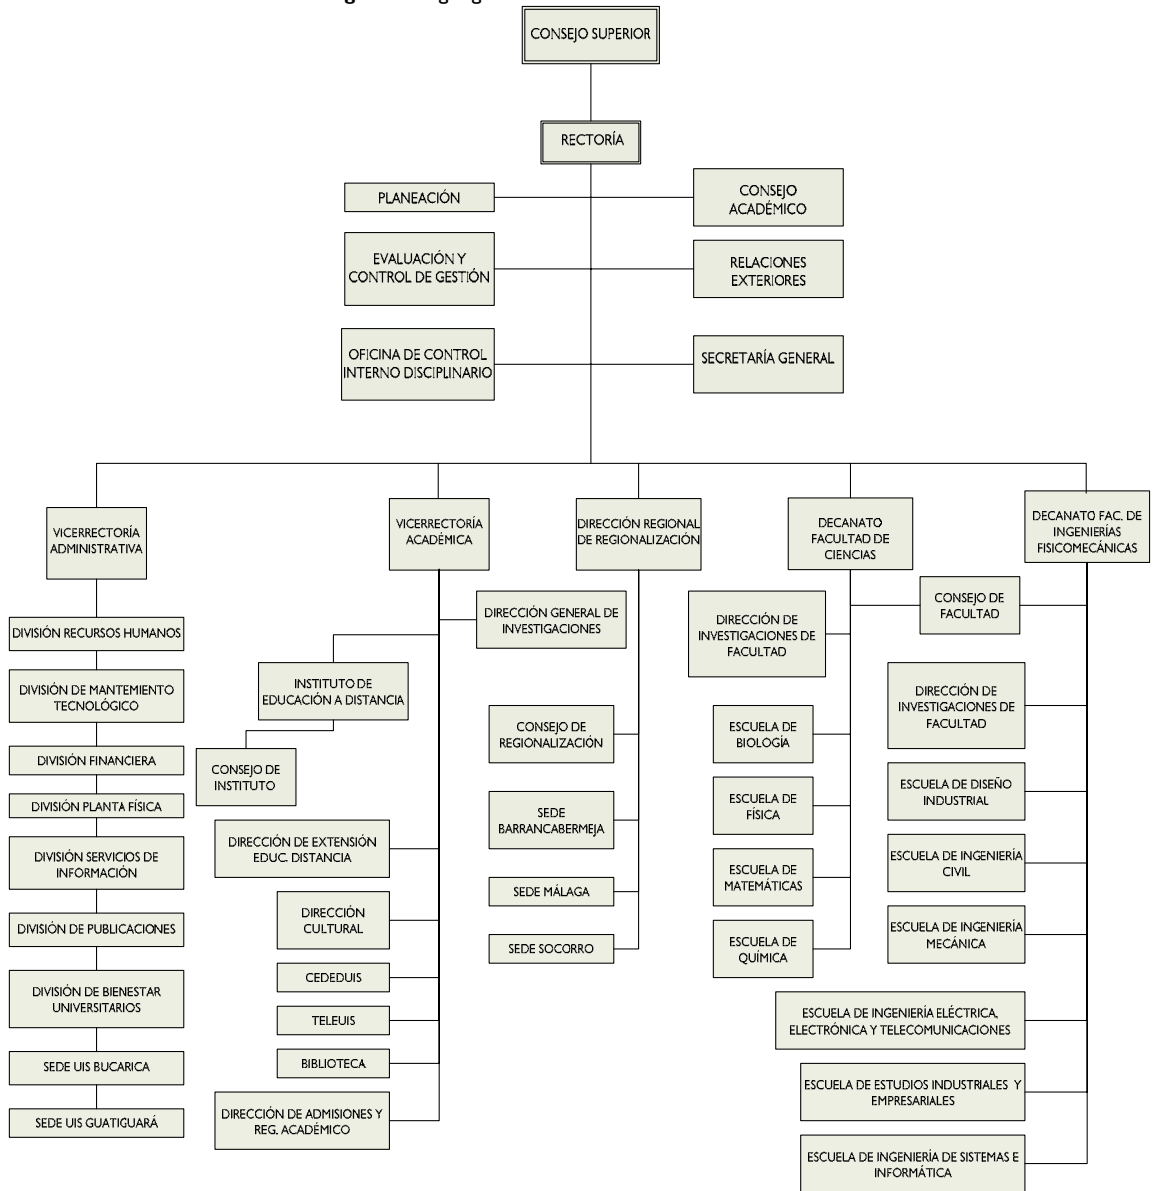 CONSEJO SUPERIOR
RECTORÍA
PLANEACIÓN
CONSEJO
ACADÉMICO
EVALUACIÓN Y
CONTROL DE GESTIÓN
RELACIONES
EXTERIORES
OFICINA DE CONTROL
INTERNO DISCIPLINARIO
SECRETARÍA GENERAL
VICERRECTORÍA
ADMINISTRATIVA
DIVISIÓN RECURSOS HUMANOS
DIVISIÓN DE MANTEMIENTO
TECNOLÓGICO
DIVISIÓN FINANCIERA
DIVISIÓN PLANTA FÍSICA
DIVISIÓN SERVICIOS DE
INFORMACIÓN
DIVISIÓN DE PUBLICACIONES
DIVISIÓN DE BIENESTAR
UNIVERSITARIOS
SEDE UIS BUCARICA
SEDE UIS GUATIGUARÁ
VICERRECTORÍA
ACADÉMICA
DIRECCIÓN GENERAL DE
INVESTIGACIONES
INSTITUTO DE
EDUCACIÓN A DISTANCIA
CONSEJO DE
INSTITUTO
DIRECCIÓN DE EXTENSIÓN
EDUC. DISTANCIA
DIRECCIÓN
CULTURAL
CEDEDUIS
TELEUIS
BIBLIOTECA
DIRECCIÓN DE ADMISIONES Y
REG. ACADÉMICO
DIRECCIÓN REGIONAL
DE REGIONALIZACIÓN
CONSEJO DE
REGIONALIZACIÓN
SEDE
BARRANCABERMEJA
SEDE MÁLAGA
SEDE SOCORRO
DECANATO
FACULTAD DE
CIENCIAS
DIRECCIÓN DE
INVESTIGACIONES DE
FACULTAD
ESCUELA DE
BIOLOGÍA
ESCUELA DE
FÍSICA
ESCUELA DE
MATEMÁTICAS
ESCUELA DE
QUÍMICA
DECANATO FAC. DE
INGENIERÍAS
FISICOMECÁNICAS
CONSEJO DE
FACULTAD
DIRECCIÓN DE
INVESTIGACIONES DE
FACULTAD
ESCUELA DE DISEÑO
INDUSTRIAL
ESCUELA DE INGENIERÍA
CIVIL
ESCUELA DE INGENIERÍA
MECÁNICA
ESCUELA DE INGENIERÍA ELÉCTRICA,
ELECTRÓNICA Y TELECOMUNICACIONES
ESCUELA DE ESTUDIOS INDUSTRIALES Y
EMPRESARIALES
ESCUELA DE INGENIERÍA DE SISTEMAS E
INFORMÁTICA